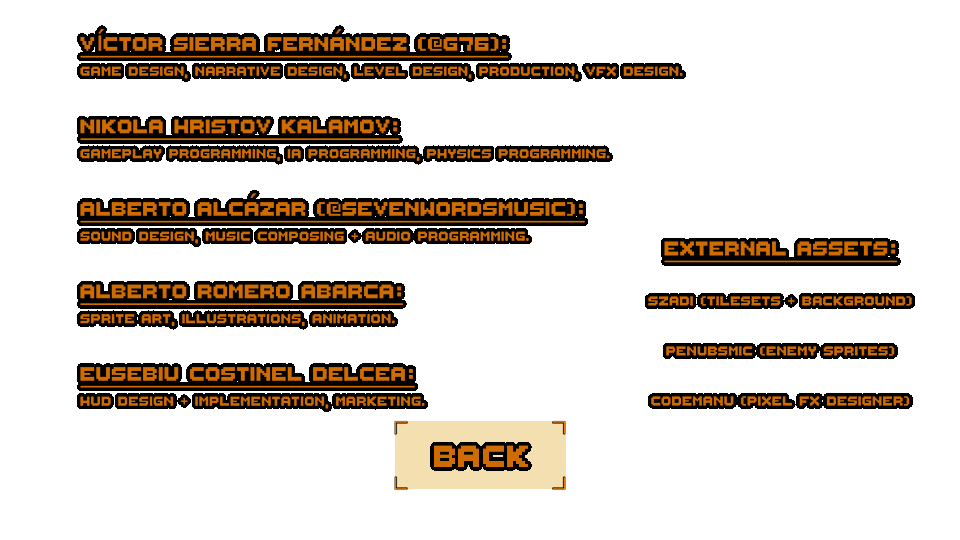 VÍCTOR SIERRA FERNÁNDEZ (@G76):
GAME DESIGN, NARRATIVE DESIGN, LEVEL DESIGN, PRODUCTION, VFX DESIGN.
NIKOLA HRISTOV KALAMOV:
GAMEPLAY PROGRAMMING, IA PROGRAMMING, PHYSICS PROGRAMMING.
ALBERTO ALCÁZAR (@SEVENWORDSMUSIC):
SOUND DESIGN, MUSIC COMPOSING + AUDIO PROGRAMMING.
ALBERTO ROMERO ABARCA:
SPRITE ART, ILLUSTRATIONS, ANIMATION.
EUSEBIU COSTINEL DELCEA:
HUD DESIGN + IMPLEMENTATION, MARKETING.
EXTERNAL ASSETS:
SZADI (TILESETS + BACKGROUND)
PENUBSMIC (ENEMY SPRITES)
CODEMANU (PIXEL FX DESIGNER)
BACK